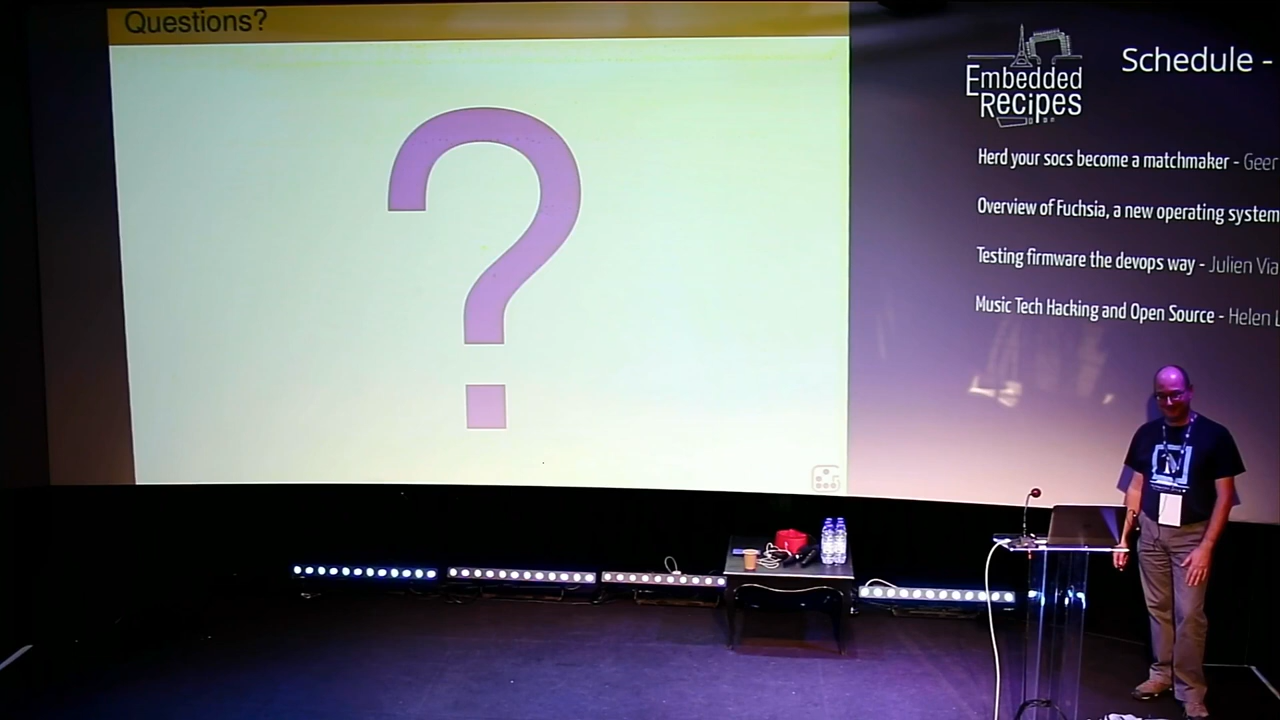 Questions?
?
Embedded
Recipes
Schedule -
Herd your socs become a matchmaker - Geer
Overview of Fuchsia, a new operating system
Testing firmware the devops way - Julien Via
Music Tech Hacking and Open Source - Helen L